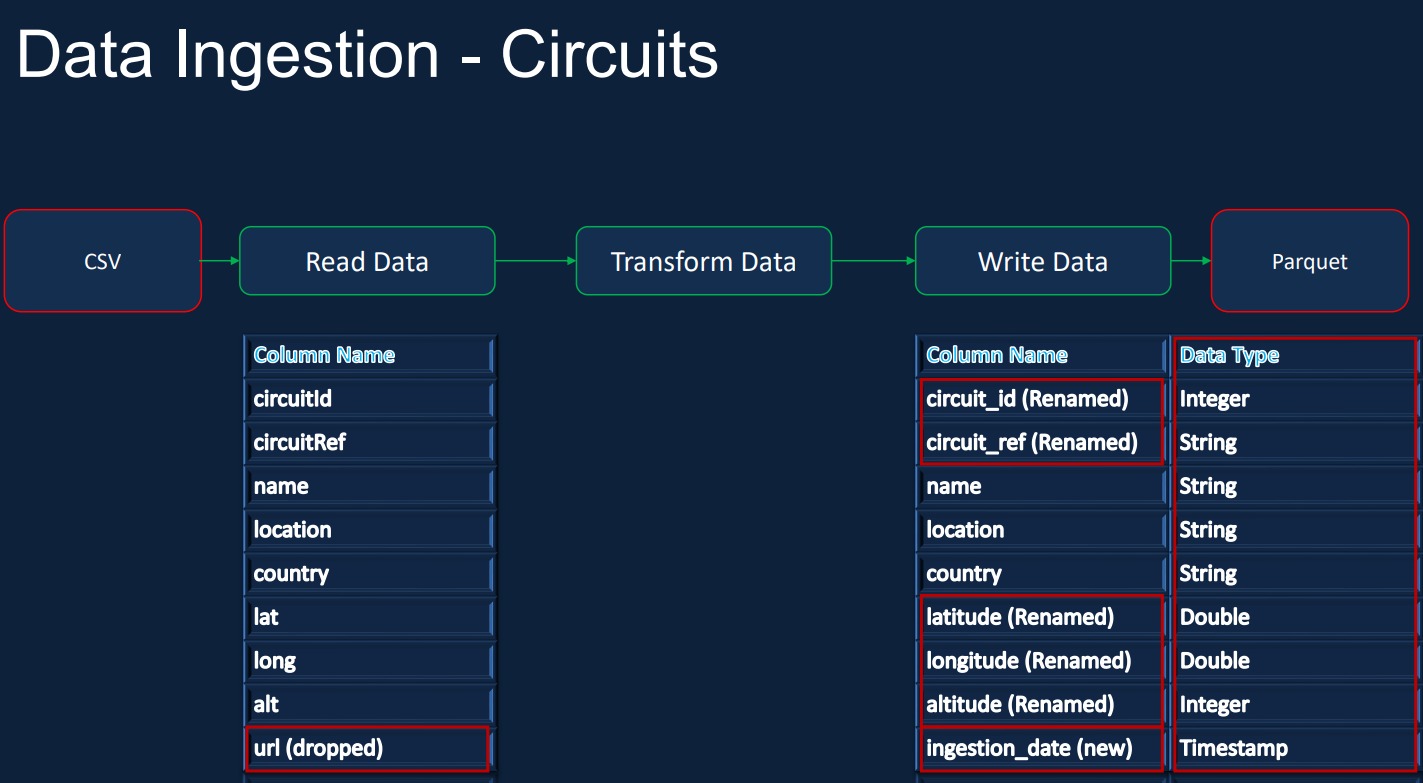 Data Ingestion - Circuits
CSV
Read Data
Transform Data
Write Data
Parquet
Column Name
circuitId
circuitRef
name
location
country
lat
long
alt
url (dropped)
Column Name Data Type
circuit_id (Renamed) Integer
circuit_ref (Renamed) String
name String
location String
country String
latitude (Renamed) Double
longitude (Renamed) Double
altitude (Renamed) Integer
ingestion_date (new) Timestamp